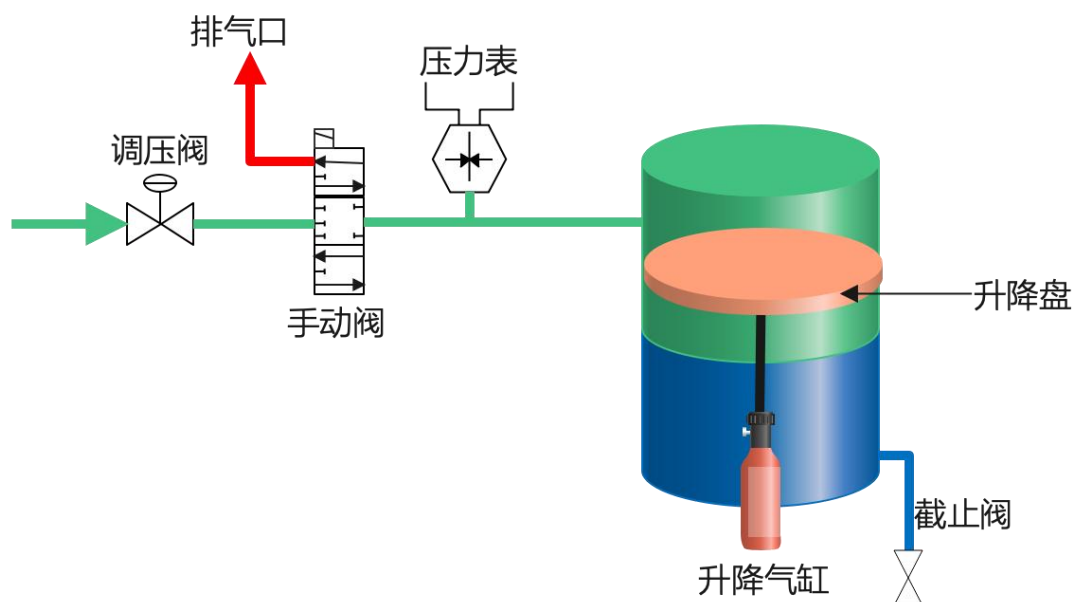 排气口
压力表
调压阀
手动阀
升降盘
截止阀
升降气缸